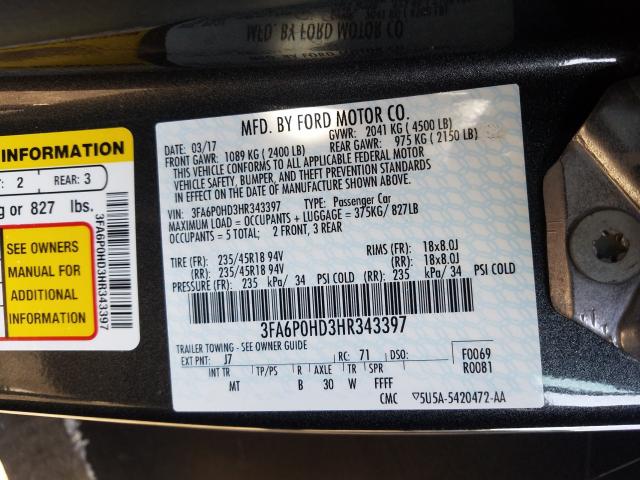 MFD. BY FORD MOTOR CO.
INFORMATION
2 REAR: 3
g or 827 lbs.
SEE OWNERS
MANUAL FOR
ADDITIONAL
INFORMATION
3FA6P0HD3HR343397
MFD. BY FORD MOTOR CO.
DATE: 03/17 GVWR: 2041 KG ( 4500 LB)
FRONT GAWR: 1089 KG ( 2400 LB) REAR GAWR: 975 KG ( 2150 LB)
THIS VEHICLE CONFORMS TO ALL APPLICABLE FEDERAL MOTOR
VEHICLE SAFETY, BUMPER, AND THEFT PREVENTION STANDARDS
IN EFFECT ON THE DATE OF MANUFACTURE SHOWN ABOVE.
VIN: 3FA6P0HD3HR343397 TYPE: Passenger Car
MAXIMUM LOAD = OCCUPANTS + LUGGAGE = 375KG/ 827LB
OCCUPANTS = 5 TOTAL; 2 FRONT, 3 REAR
TIRE (FR): 235/45R18 94V RIMS (FR): 18x8.0J
(RR): 235/45R18 94V (RR): 18x8.0J
PRESSURE (FR): 235 kPa/ 34 PSI COLD (RR): 235 kPa/ 34 PSI COLD
3FA6P0HD3HR343397
TRAILER TOWING - SEE OWNER GUIDE
EXT PNT: J7 RC: 71 DSO: F0069
INT TR TP/PS R AXLE TR SPR R0081
MT B 30 W FFFF
CMC 5U5A-5420472-AA